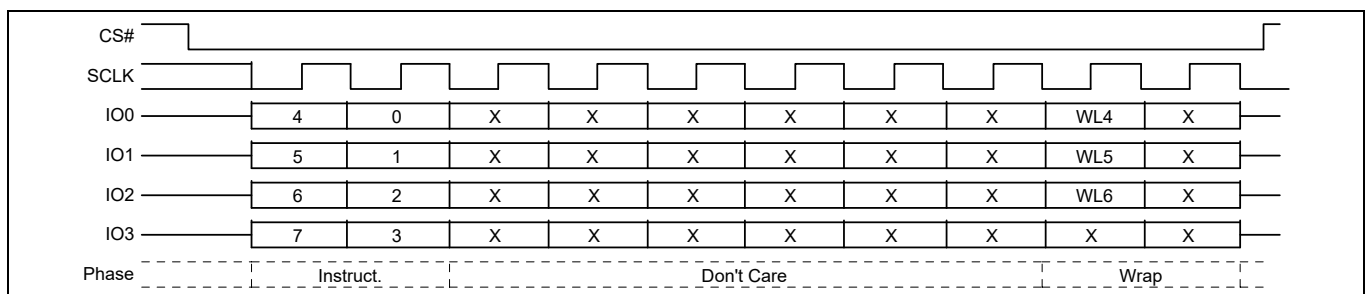 CS#
SCLK
IO0 4 0 X X X X X X WL4 X
IO1 5 1 X X X X X X WL5 X
IO2 6 2 X X X X X X WL6 X
IO3 7 3 X X X X X X X X
Phase Instruct. Don't Care Wrap